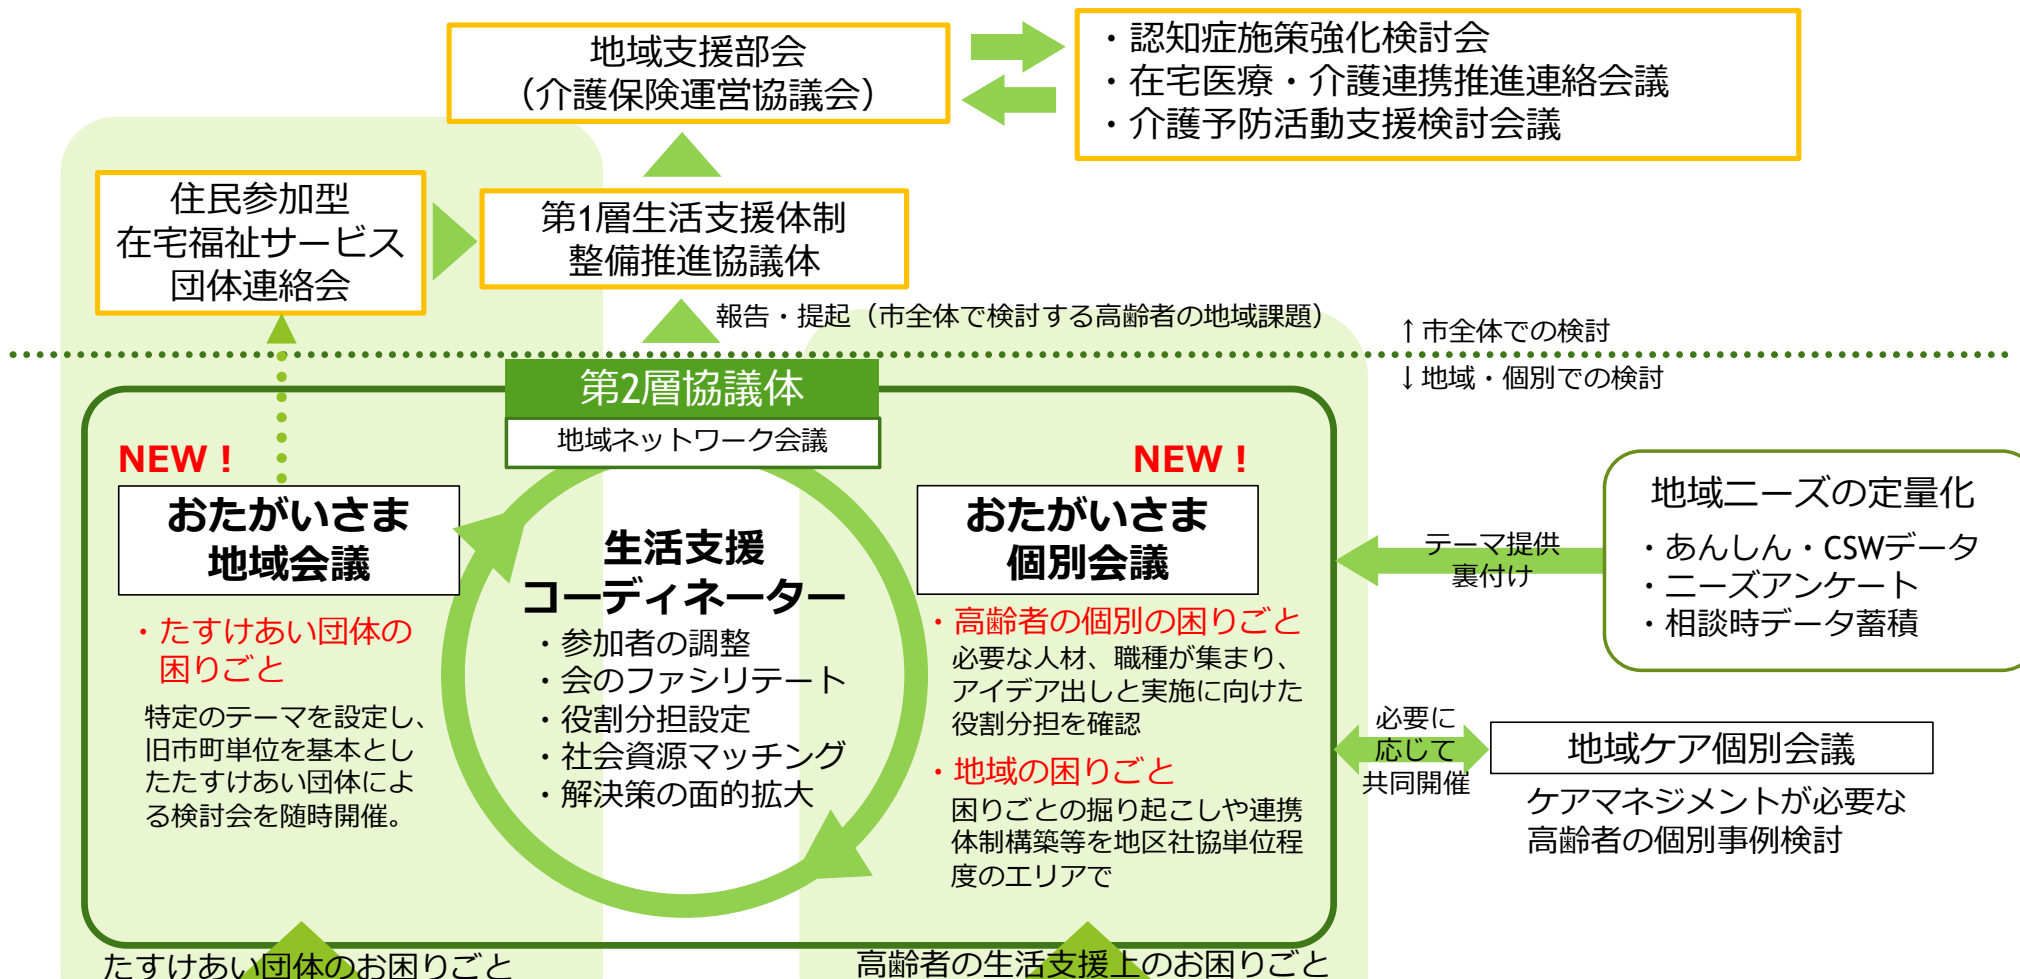 地域支援部会
（介護保険運営協議会）
・認知症施策強化検討会
・在宅医療・介護連携推進連絡会議
・介護予防活動支援検討会議
住民参加型
在宅福祉サービス
団体連絡会
第1層生活支援体制
整備推進協議体
報告・提起（市全体で検討する高齢者の地域課題）
↑市全体での検討
↓地域・個別での検討
第2層協議体
地域ネットワーク会議
NEW！
おたがいさま
地域会議
・たすけあい団体の
困りごと
特定のテーマを設定し、
旧市町単位を基本とし
たたすけあい団体によ
る検討会を随時開催。
生活支援
コーディネーター
・参加者の調整
・会のファシリテート
・役割分担設定
・社会資源マッチング
・解決策の面的拡大
NEW！
おたがいさま
個別会議
・高齢者の個別の困りごと
必要な人材、職種が集まり、
アイデア出しと実施に向けた
役割分担を確認
・地域の困りごと
困りごとの掘り起こしや連携
体制構築等を地区社協単位程
度のエリアで
テーマ提供
裏付け
地域ニーズの定量化
・あんしん・CSWデータ
・ニーズアンケート
・相談時データ蓄積
必要に
応じて
共同開催
地域ケア個別会議
ケアマネジメントが必要な
高齢者の個別事例検討
たすけあい団体のお困りごと
高齢者の生活支援上のお困りごと